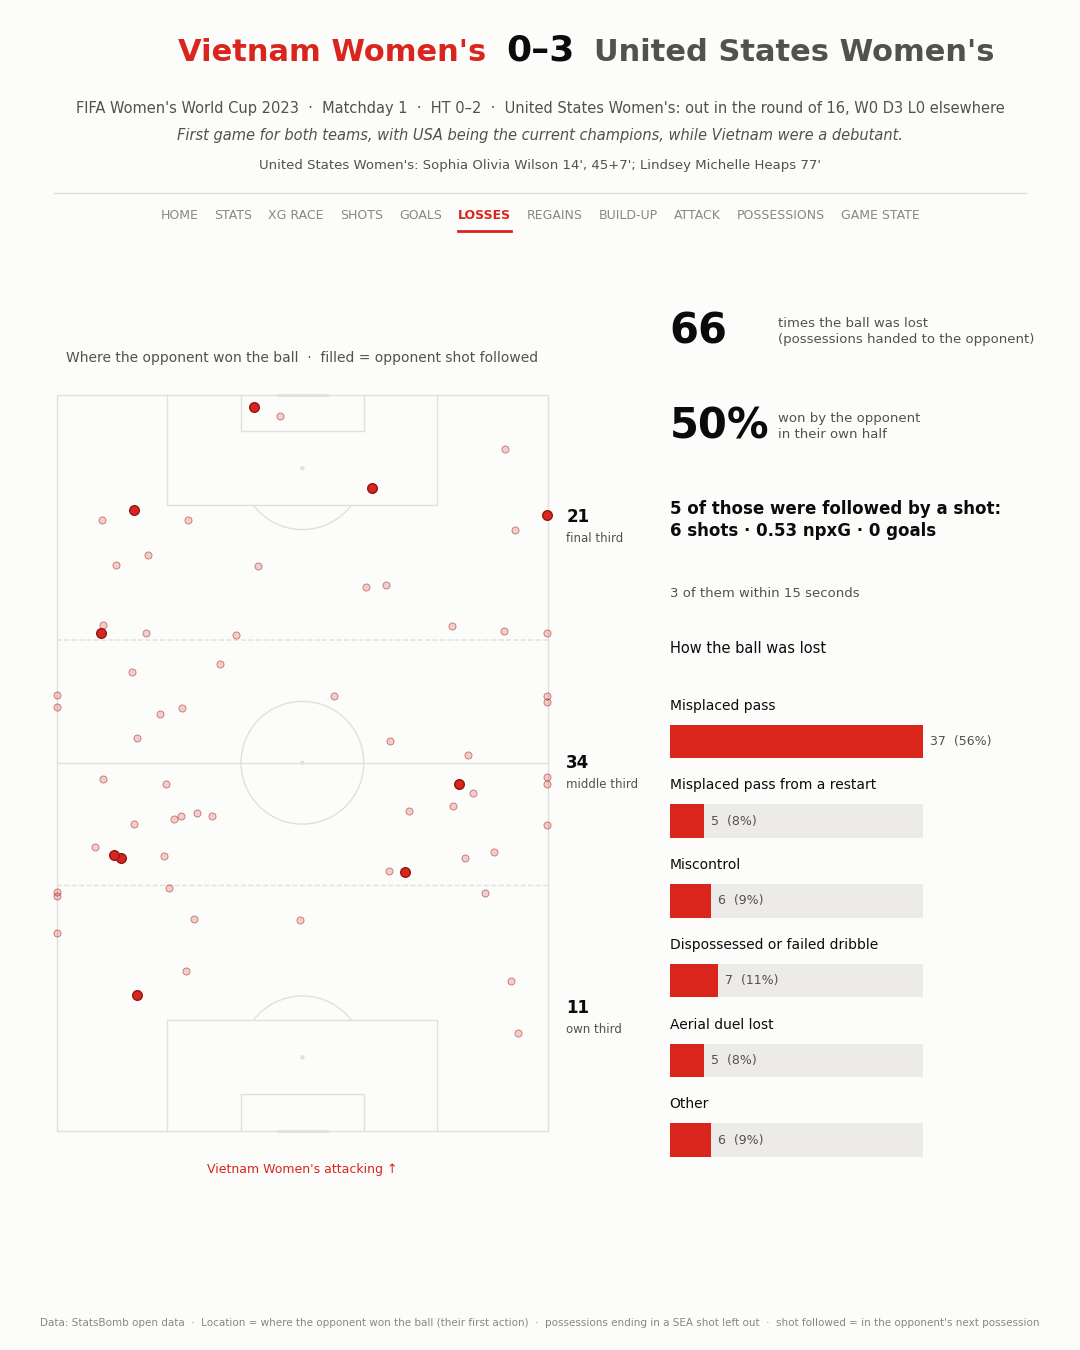 Vietnam Women's 0–3 United States Women's
FIFA Women's World Cup 2023 · Matchday 1 · HT 0–2 · United States Women's: out in the round of 16, W0 D3 L0 elsewhere
First game for both teams, with USA being the current champions, while Vietnam were a debutant.
United States Women's: Sophia Olivia Wilson 14', 45+7'; Lindsey Michelle Heaps 77'
HOME STATS XG RACE SHOTS GOALS LOSSES REGAINS BUILD-UP ATTACK POSSESSIONS GAME STATE
66 times the ball was lost
(possessions handed to the opponent)
Where the opponent won the ball · filled = opponent shot followed
50% won by the opponent
in their own half
21
final third
5 of those were followed by a shot:
6 shots · 0.53 npxG · 0 goals
3 of them within 15 seconds
How the ball was lost
34
middle third
Misplaced pass
37 (56%)
Misplaced pass from a restart
5 (8%)
Miscontrol
6 (9%)
Dispossessed or failed dribble
7 (11%)
11
own third
Aerial duel lost
5 (8%)
Other
6 (9%)
Vietnam Women's attacking ↑
Data: StatsBomb open data · Location = where the opponent won the ball (their first action) · possessions ending in a SEA shot left out · shot followed = in the opponent's next possession